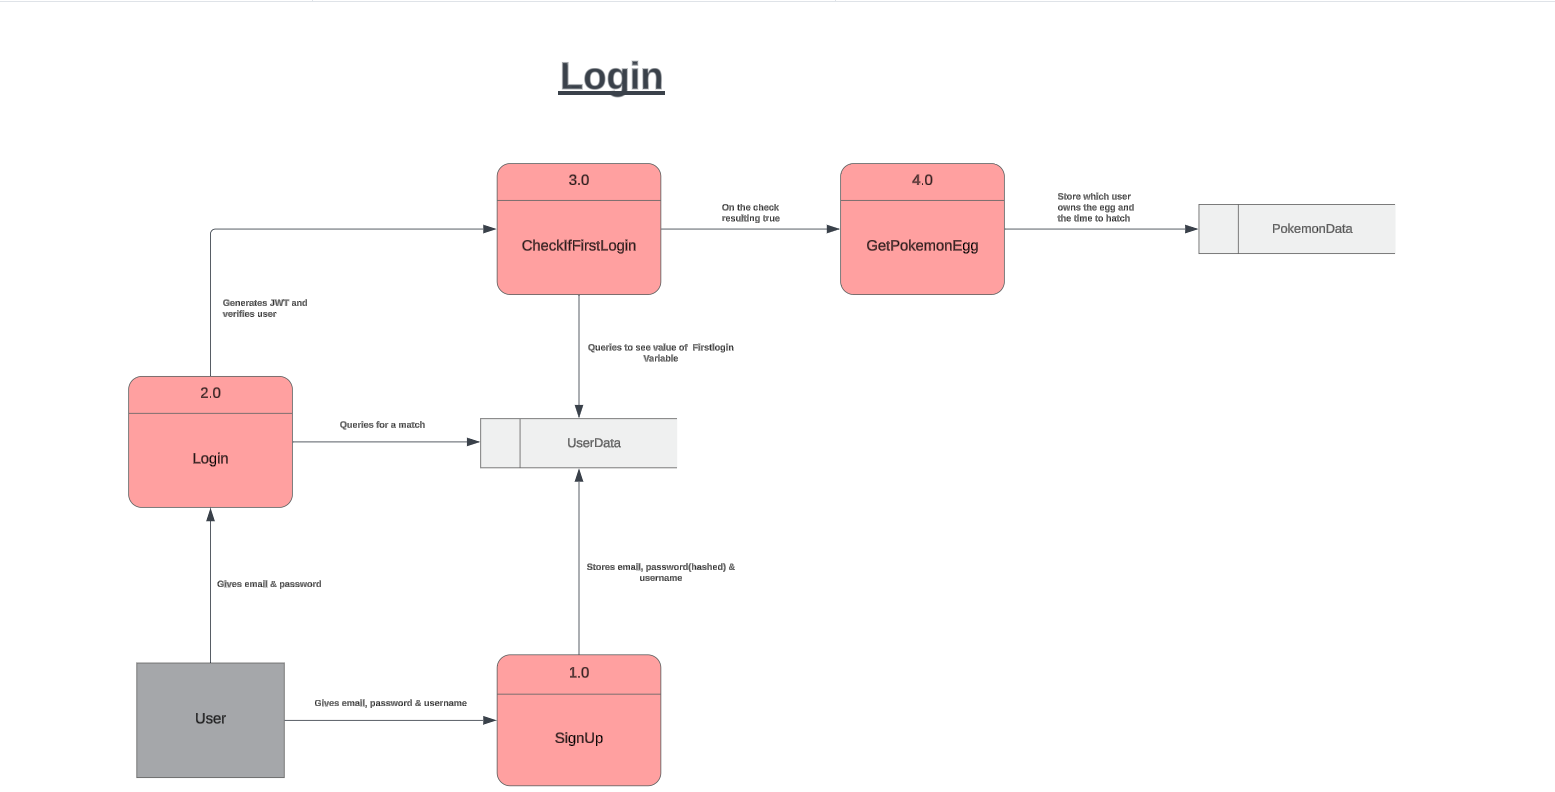 Login
3.0
CheckIfFirstLogin
On the check
resulting true
4.0
GetPokemonEgg
Store which user
owns the egg and
the time to hatch
PokemonData
Generates JWT and
verifies user
Queries to see value of  Firstlogin
Variable
2.0
Login
Queries for a match
UserData
Gives email & password
Stores email, password(hashed) &
username
User
Gives email, password & username
1.0
SignUp